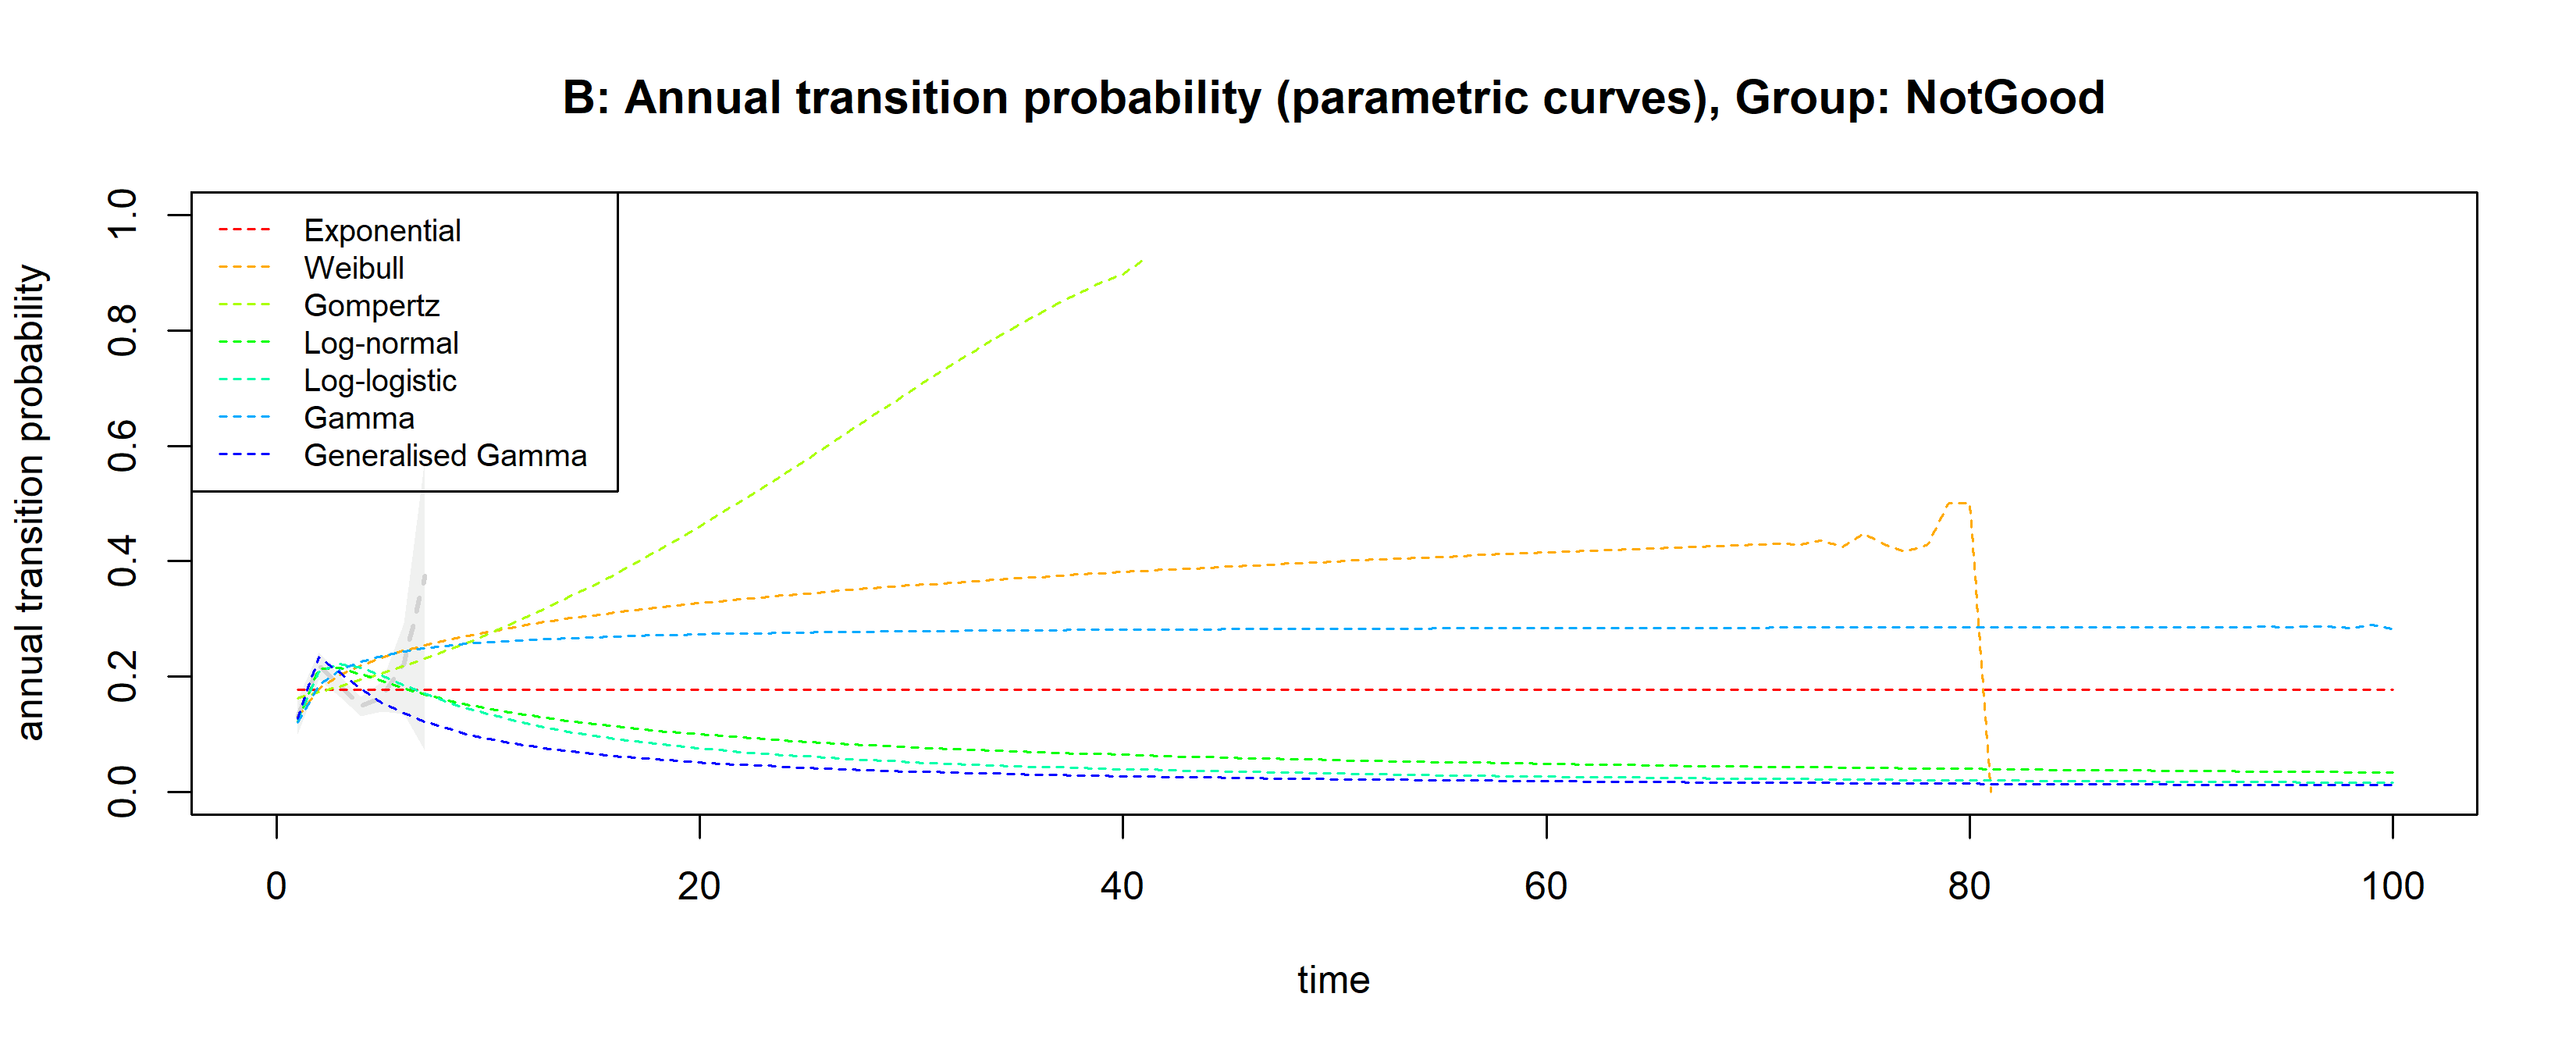 B: Annual transition probability (parametric curves), Group: NotGood
annual transition probability
1.0
0.8
0.6
0.4
0.2
0.0
Exponential
Weibull
Gompertz
Log-normal
Log-logistic
Gamma
Generalised Gamma
0 20 40 60 80 100
time